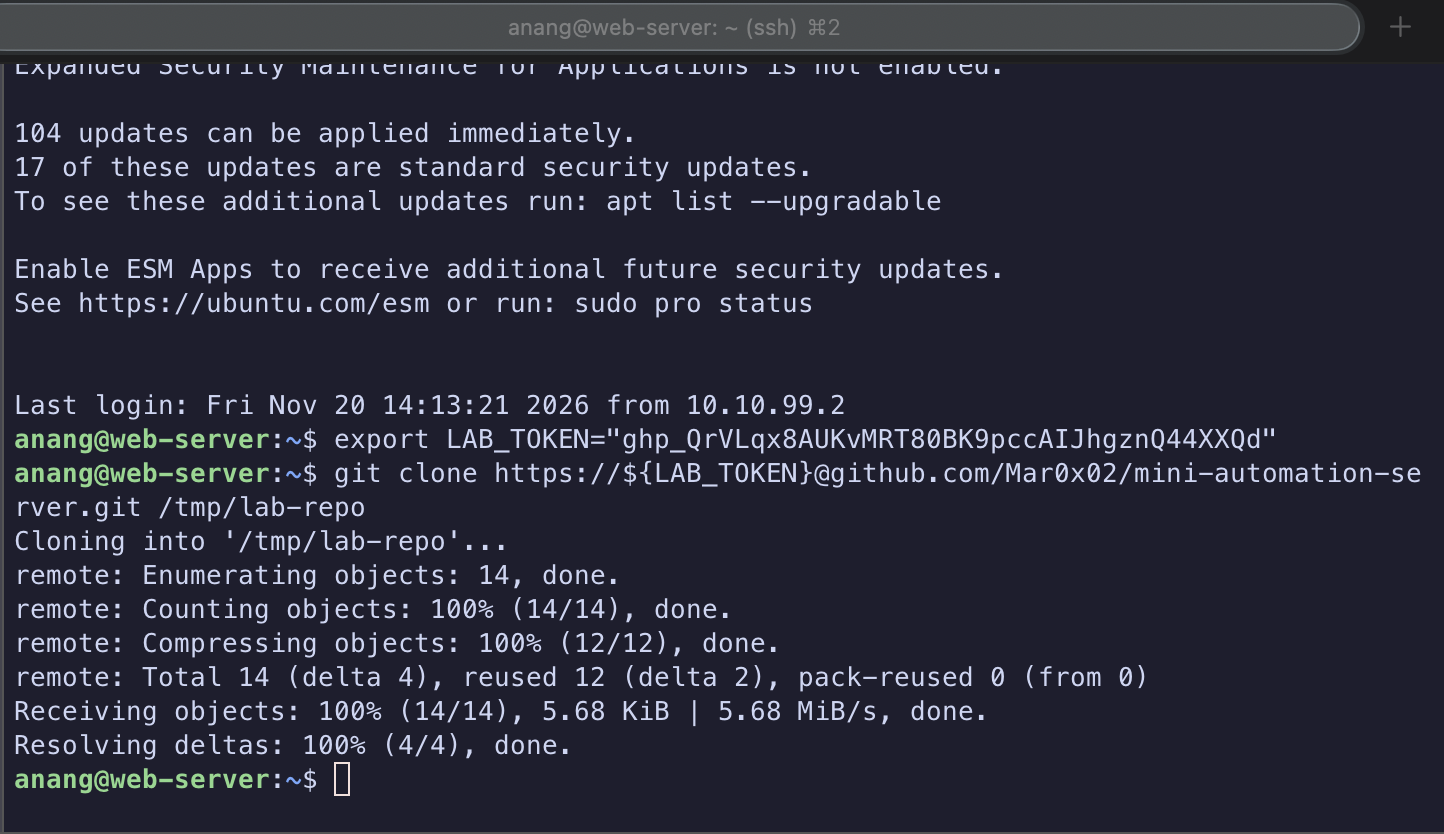 anang@web-server: ~ (ssh) ⌘2
Expanded Security Maintenance for Applications is not enabled.
104 updates can be applied immediately.
17 of these updates are standard security updates.
To see these additional updates run: apt list --upgradable
Enable ESM Apps to receive additional future security updates.
See https://ubuntu.com/esm or run: sudo pro status
Last login: Fri Nov 20 14:13:21 2026 from 10.10.99.2
anang@web-server:~$ export LAB_TOKEN="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"
anang@web-server:~$ git clone https://${LAB_TOKEN}@github.com/Mar0x02/mini-automation-se
rver.git /tmp/lab-repo
Cloning into '/tmp/lab-repo'...
remote: Enumerating objects: 14, done.
remote: Counting objects: 100% (14/14), done.
remote: Compressing objects: 100% (12/12), done.
remote: Total 14 (delta 4), reused 12 (delta 2), pack-reused 0 (from 0)
Receiving objects: 100% (14/14), 5.68 KiB | 5.68 MiB/s, done.
Resolving deltas: 100% (4/4), done.
anang@web-server:~$